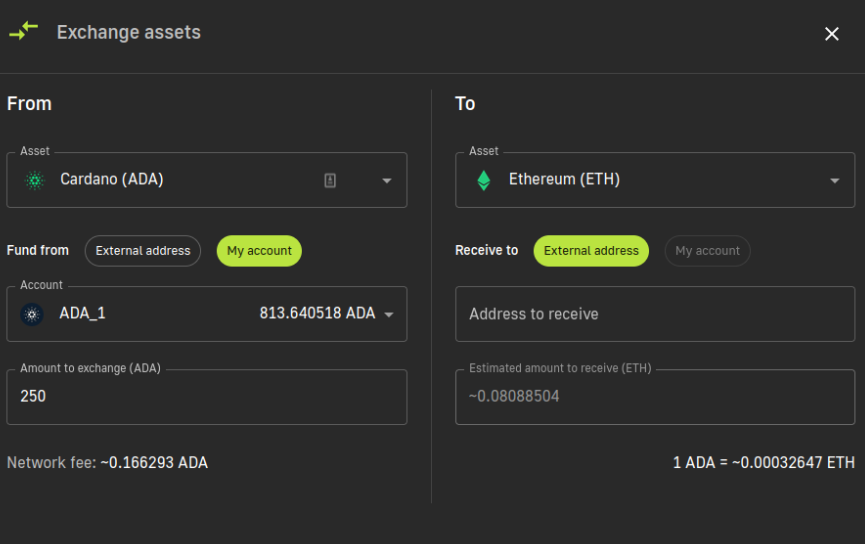 Exchange assets
From
Asset
Cardano (ADA)
Fund from External address My account
Account
ADA_1 813.640518 ADA
Amount to exchange (ADA)
250
Network fee: ~0.166293 ADA
To
Asset
Ethereum (ETH)
Receive to External address My account
Address to receive
Estimated amount to receive (ETH)
~0.08088504
1 ADA = ~0.00032647 ETH